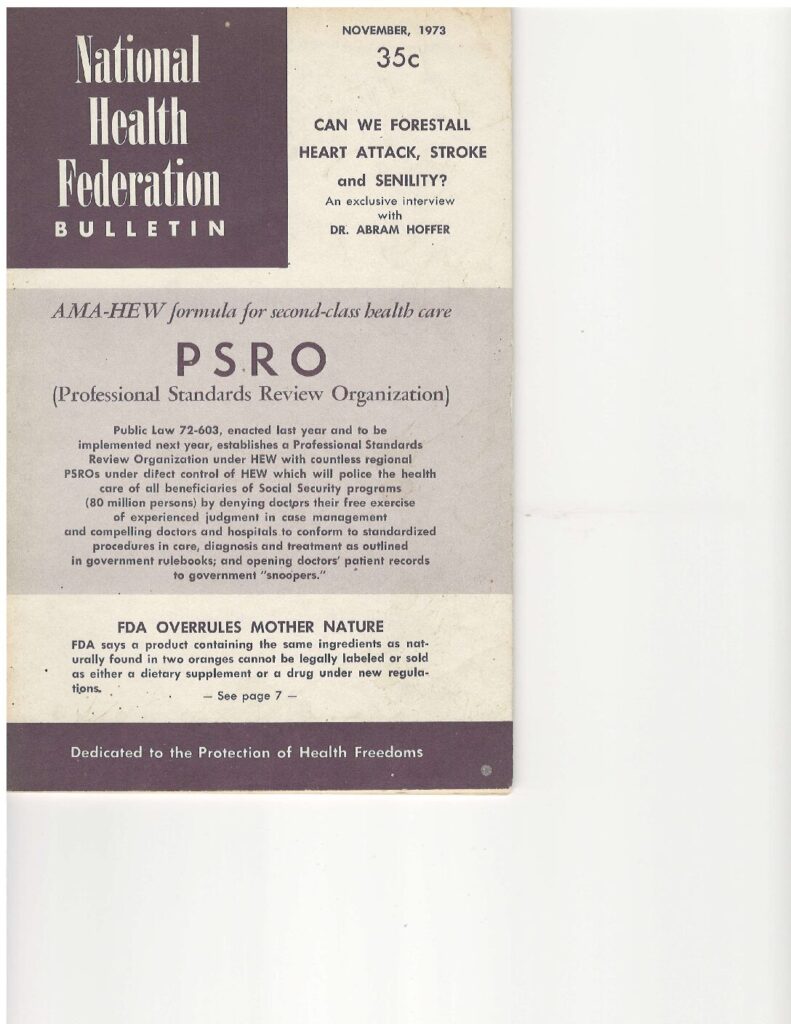 National
Health
Federation
BULLETIN
NOVEMBER, 1973
35c
CAN WE FORESTALL
HEART ATTACK, STROKE
and SENILITY?
An exclusive interview
with
DR. ABRAM HOFFER
AMA-HEW formula for second-class health care
PSRO
(Professional Standards Review Organization)
Public Law 72-603, enacted last year and to be
implemented next year, establishes a Professional Standards
Review Organization under HEW with countless regional
PSROs under direct control of HEW which will police the health
care of all beneficiaries of Social Security programs
(80 million persons) by denying doctors their free exercise
of experienced judgment in case management
and compelling doctors and hospitals to conform to standardized
procedures in care, diagnosis and treatment as outlined
in government rulebooks; and opening doctors' patient records
to government "snoopers."
FDA OVERRULES MOTHER NATURE
FDA says a product containing the same ingredients as nat-
urally found in two oranges cannot be legally labeled or sold
as either a dietary supplement or a drug under new regula-
tions.
— See page 7 —
Dedicated to the Protection of Health Freedoms